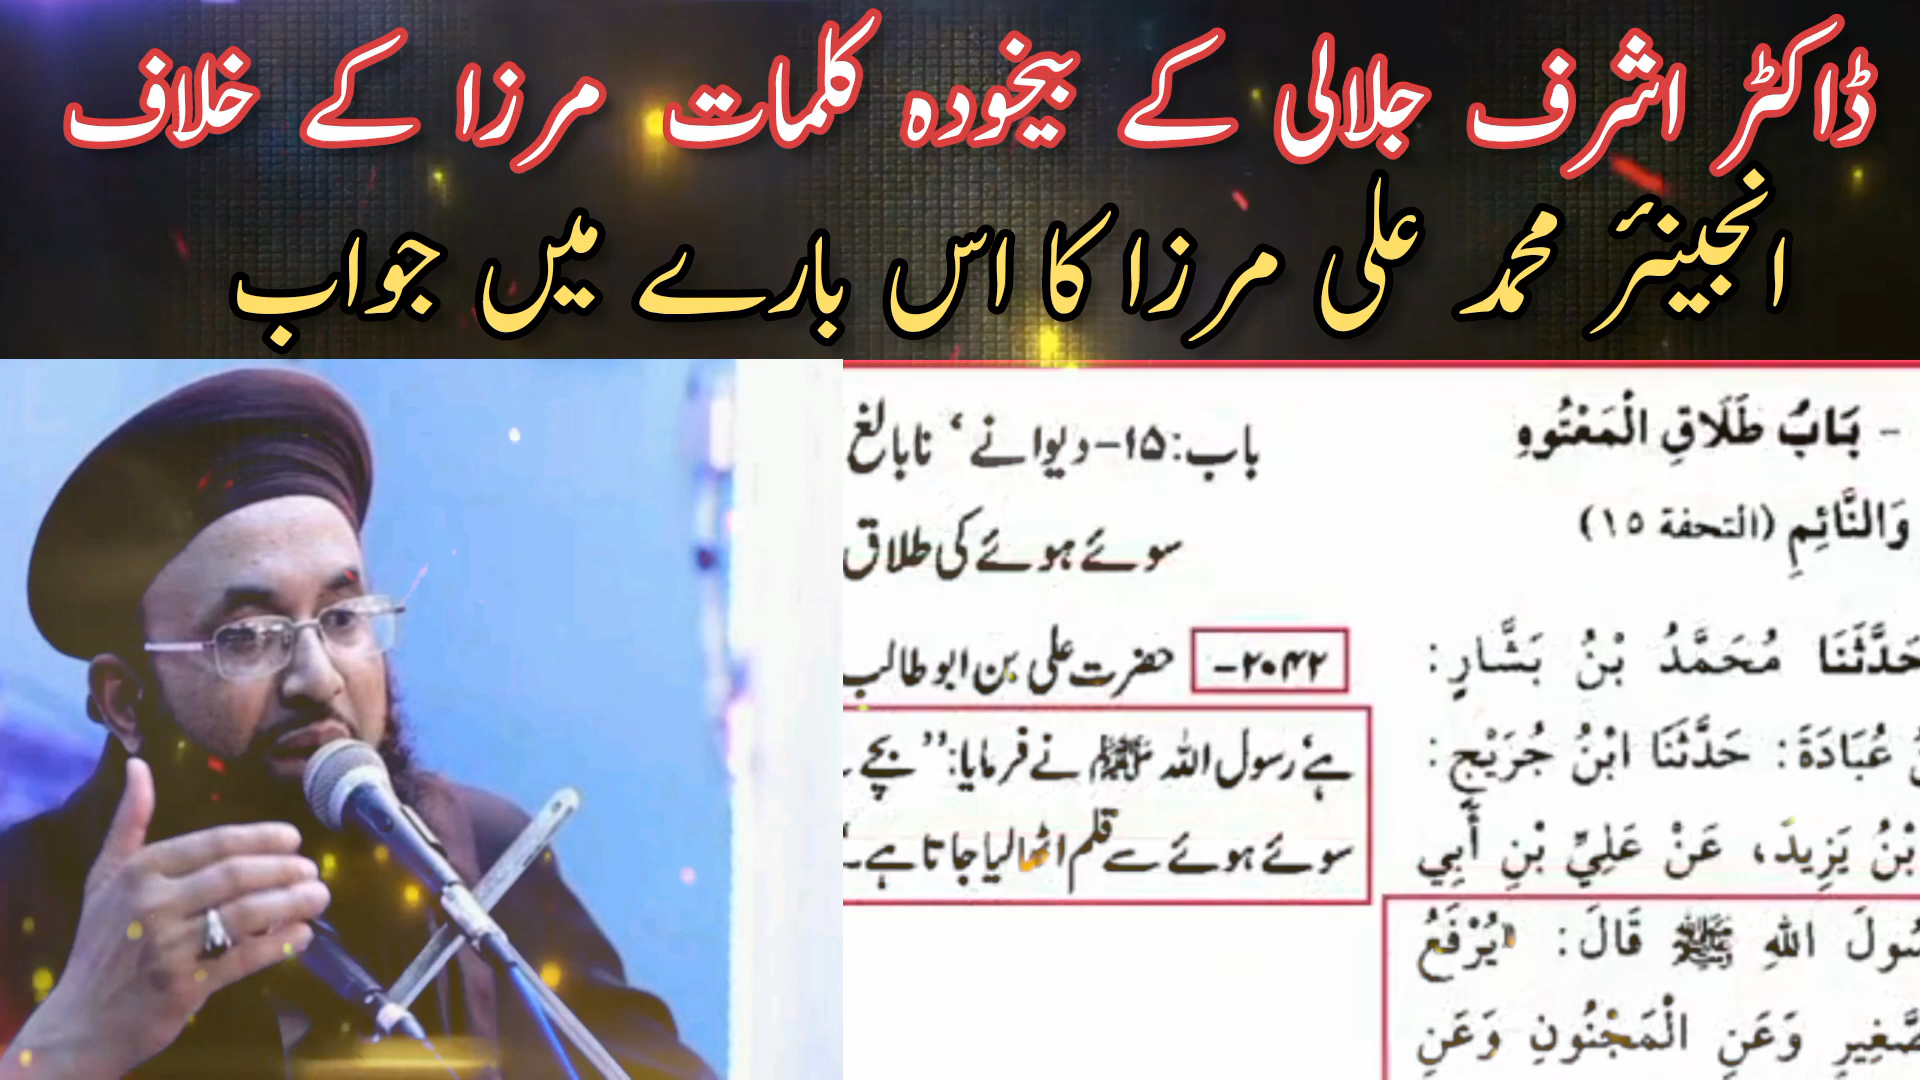 ڈاکٹر اشرف جلالی کے بیخودہ کلمات مرزا کے خلاف
انجینئر محمد علی مرزا کا اس بارے میں جواب
- بَابُ طَلَاقِ الْمَعْتُوهِ
وَالنَّائِمِ (التحفة ١٥)
حَدَّثَنَا مُحَمَّدُ بْنُ بَشَّارٍ:
عُبَادَةَ: حَدَّثَنَا ابْنُ جُرَيْجٍ:
بْنُ يَزِيدَ، عَنْ عَلِيِّ بْنِ أَبِي
سُولَ اللهِ ﷺ قَالَ: «يُرْفَعُ
صَّغِيرِ وَعَنِ الْمَجْنُونِ وَعَنِ
باب:۱۵-دیوانے‘ نابالغ
سوئے ہوئے کی طلاق
۲۰۴۲- حضرت علی بن ابو طالب
ہے‘ رسول اللہ ﷺ نے فرمایا: ’’بچے
سوئے ہوئے سے قلم اٹھا لیا جاتا ہے۔‘